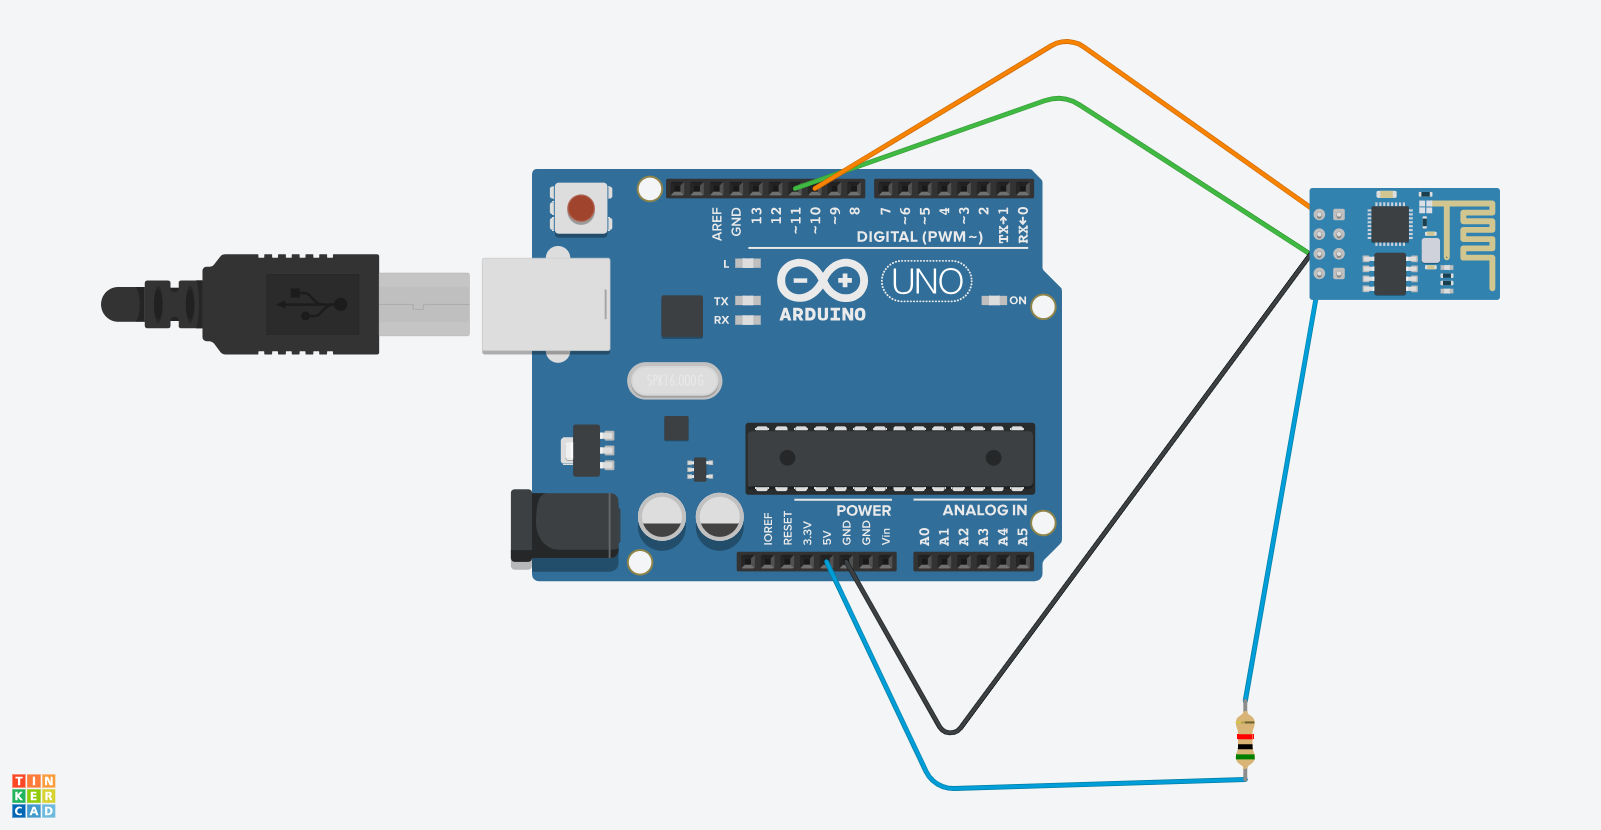 AREF
GND
13
12
~11
~10
~9
8
7
~6
~5
4
~3
2
TX→1
RX←0
DIGITAL (PWM~)
L
TX
RX
UNO
ARDUINO
ON
SPK16.000G
POWER
ANALOG IN
IOREF
RESET
3.3V
5V
GND
GND
Vin
A0
A1
A2
A3
A4
A5
TIN
KER
CAD